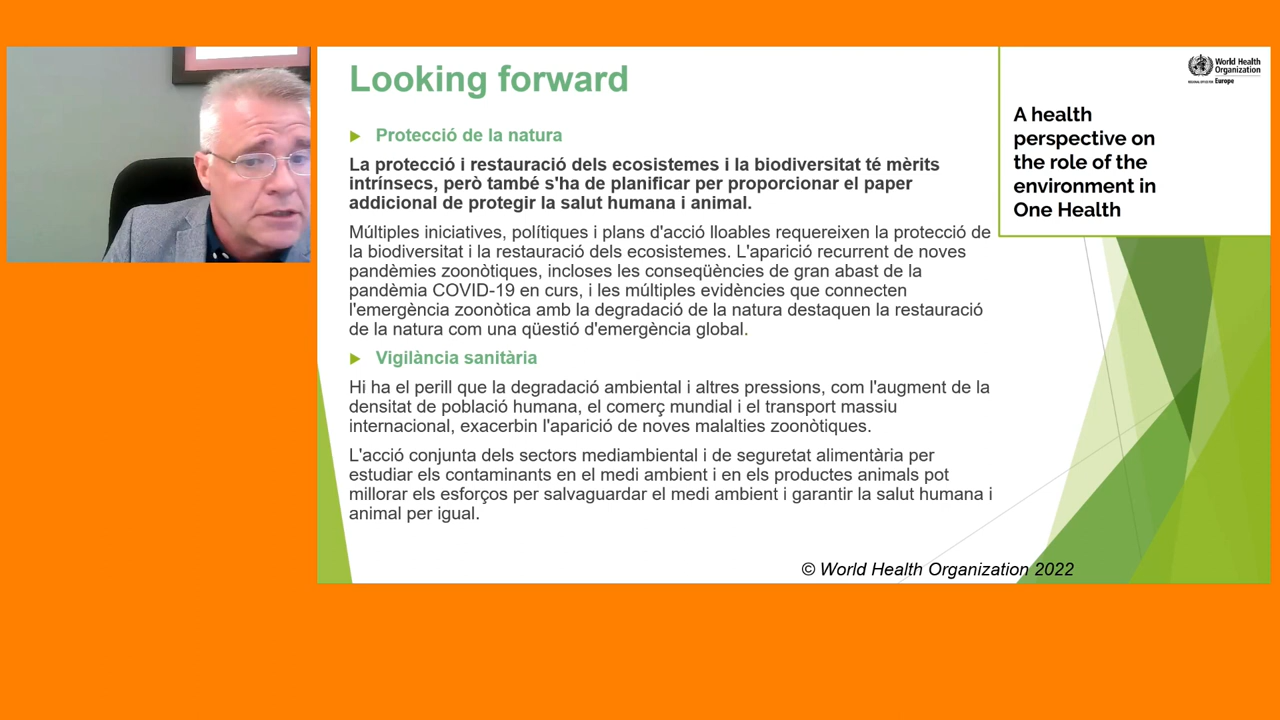 Looking forward
Protecció de la natura
La protecció i restauració dels ecosistemes i la biodiversitat té mèrits
intrínsecs, però també s'ha de planificar per proporcionar el paper
addicional de protegir la salut humana i animal.
Múltiples iniciatives, polítiques i plans d'acció lloables requereixen la protecció de
la biodiversitat i la restauració dels ecosistemes. L'aparició recurrent de noves
pandèmies zoonòtiques, incloses les conseqüències de gran abast de la
pandèmia COVID-19 en curs, i les múltiples evidències que connecten
l'emergència zoonòtica amb la degradació de la natura destaquen la restauració
de la natura com una qüestió d'emergència global.
Vigilància sanitària
Hi ha el perill que la degradació ambiental i altres pressions, com l'augment de la
densitat de població humana, el comerç mundial i el transport massiu
internacional, exacerbin l'aparició de noves malalties zoonòtiques.
L'acció conjunta dels sectors mediambiental i de seguretat alimentària per
estudiar els contaminants en el medi ambient i en els productes animals pot
millorar els esforços per salvaguardar el medi ambient i garantir la salut humana i
animal per igual.
© World Health Organization 2022
World Health
Organization
REGIONAL OFFICE FOR Europe
A health
perspective on
the role of the
environment in
One Health